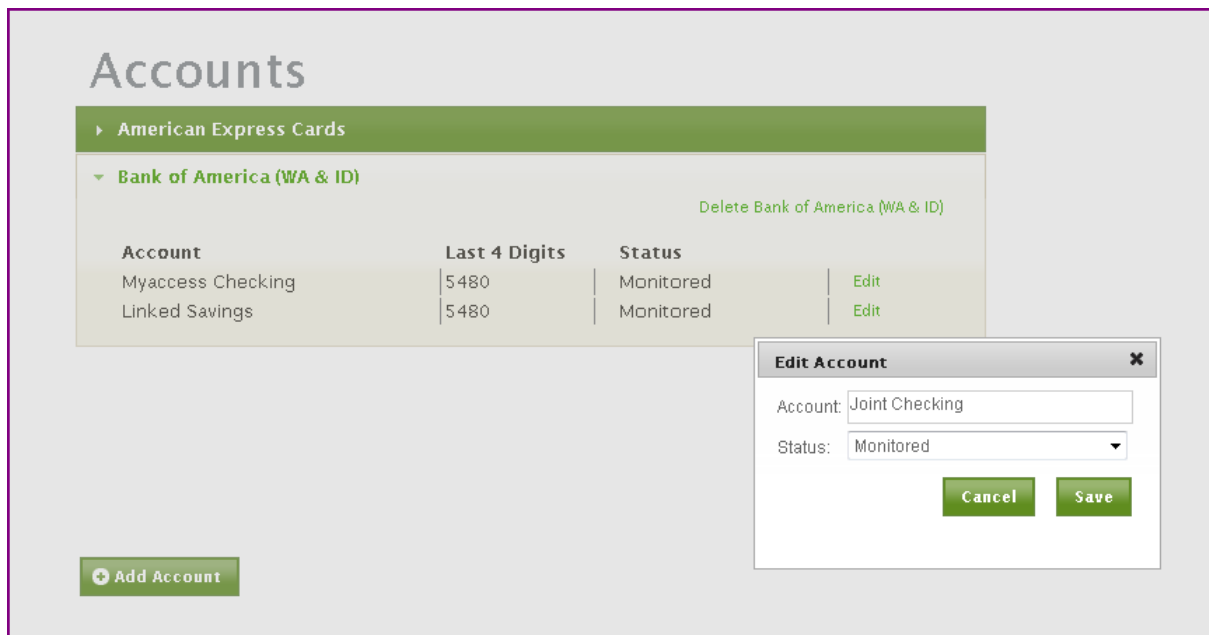 Accounts
American Express Cards
Bank of America (WA & ID)
Delete Bank of America (WA & ID)
Account Last 4 Digits Status
Myaccess Checking 5480 Monitored Edit
Linked Savings 5480 Monitored Edit
Edit Account
Account: Joint Checking
Status: Monitored
Cancel Save
Add Account